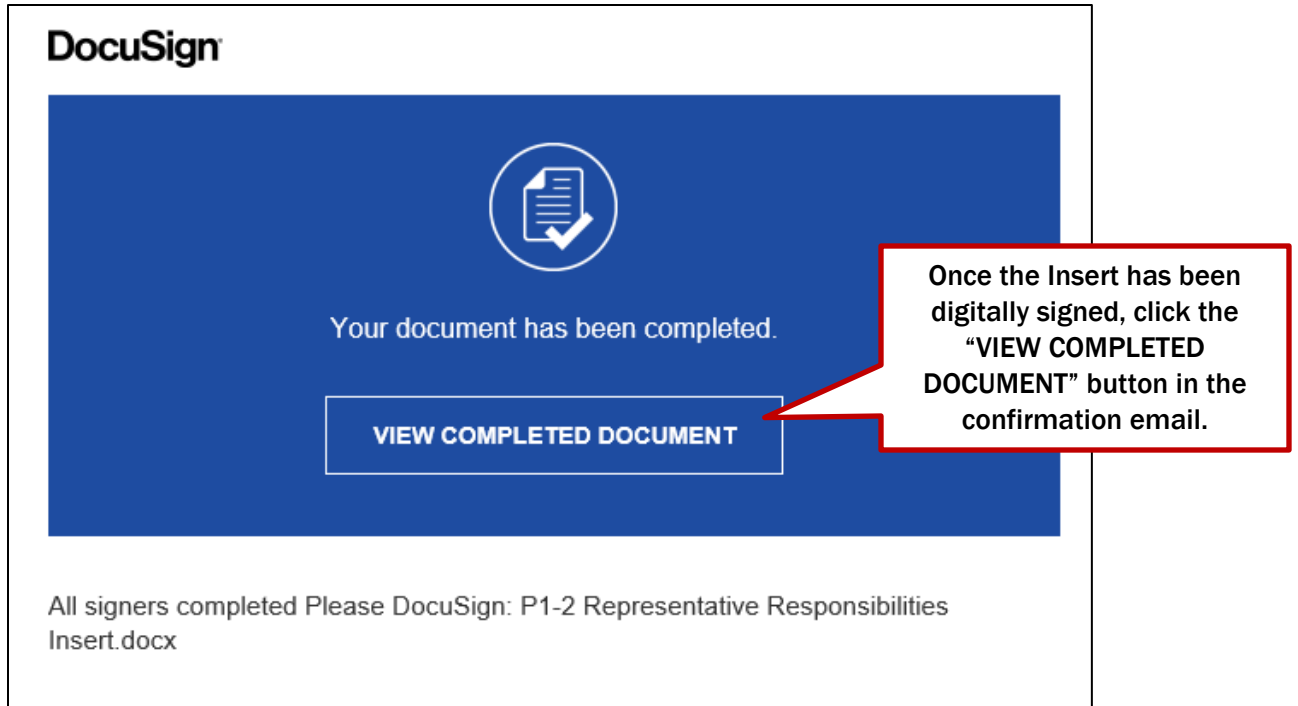 DocuSign
Your document has been completed.
VIEW COMPLETED DOCUMENT
Once the Insert has been
digitally signed, click the
“VIEW COMPLETED
DOCUMENT” button in the
confirmation email.
All signers completed Please DocuSign: P1-2 Representative Responsibilities
Insert.docx